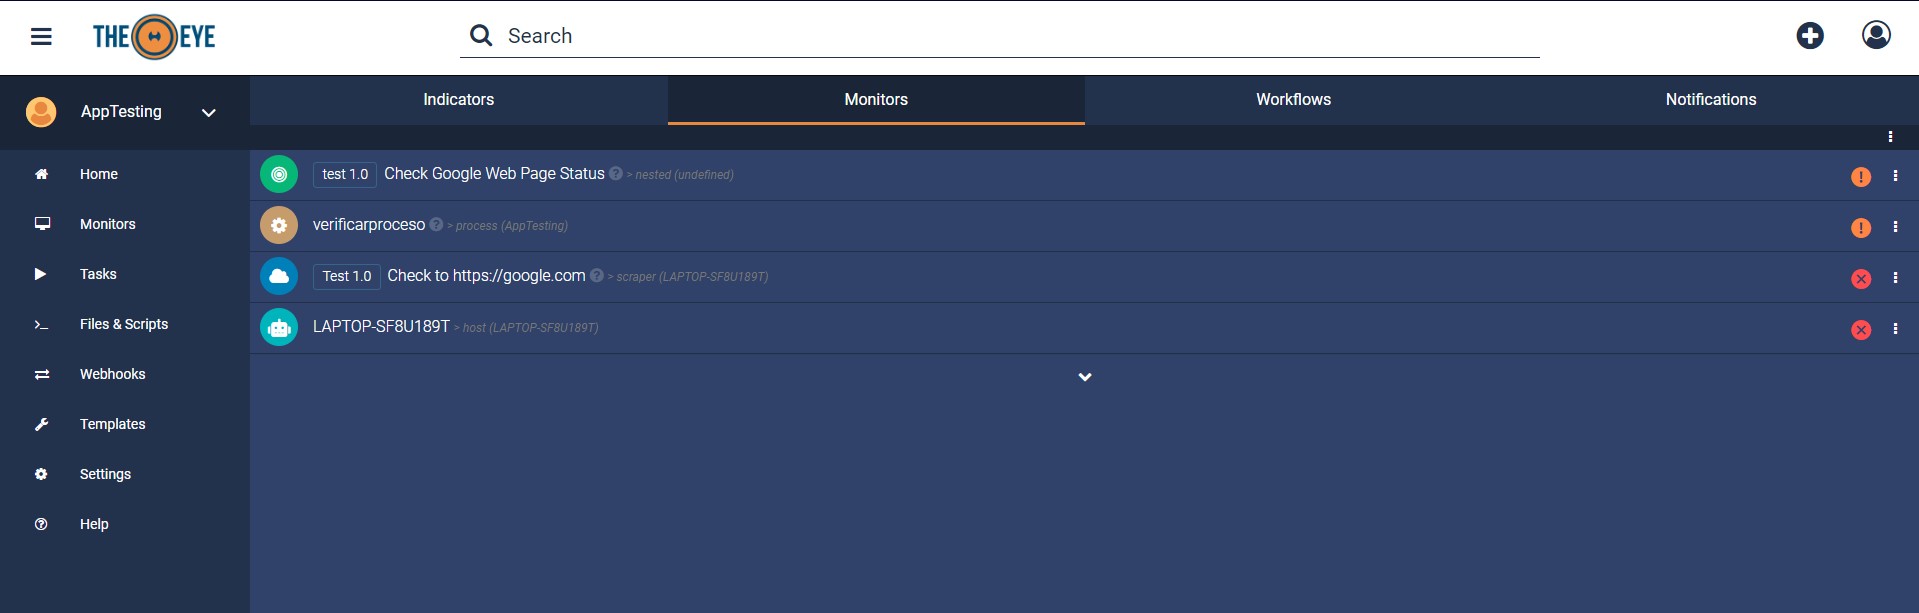 THE EYE
Search
AppTesting
Indicators
Monitors
Workflows
Notifications
Home
Monitors
Tasks
Files & Scripts
Webhooks
Templates
Settings
Help
test 1.0 Check Google Web Page Status ? > nested (undefined) !
verificarproceso ? > process (AppTesting) !
Test 1.0 Check to https://google.com ? > scraper (LAPTOP-SF8U189T)
LAPTOP-SF8U189T > host (LAPTOP-SF8U189T)